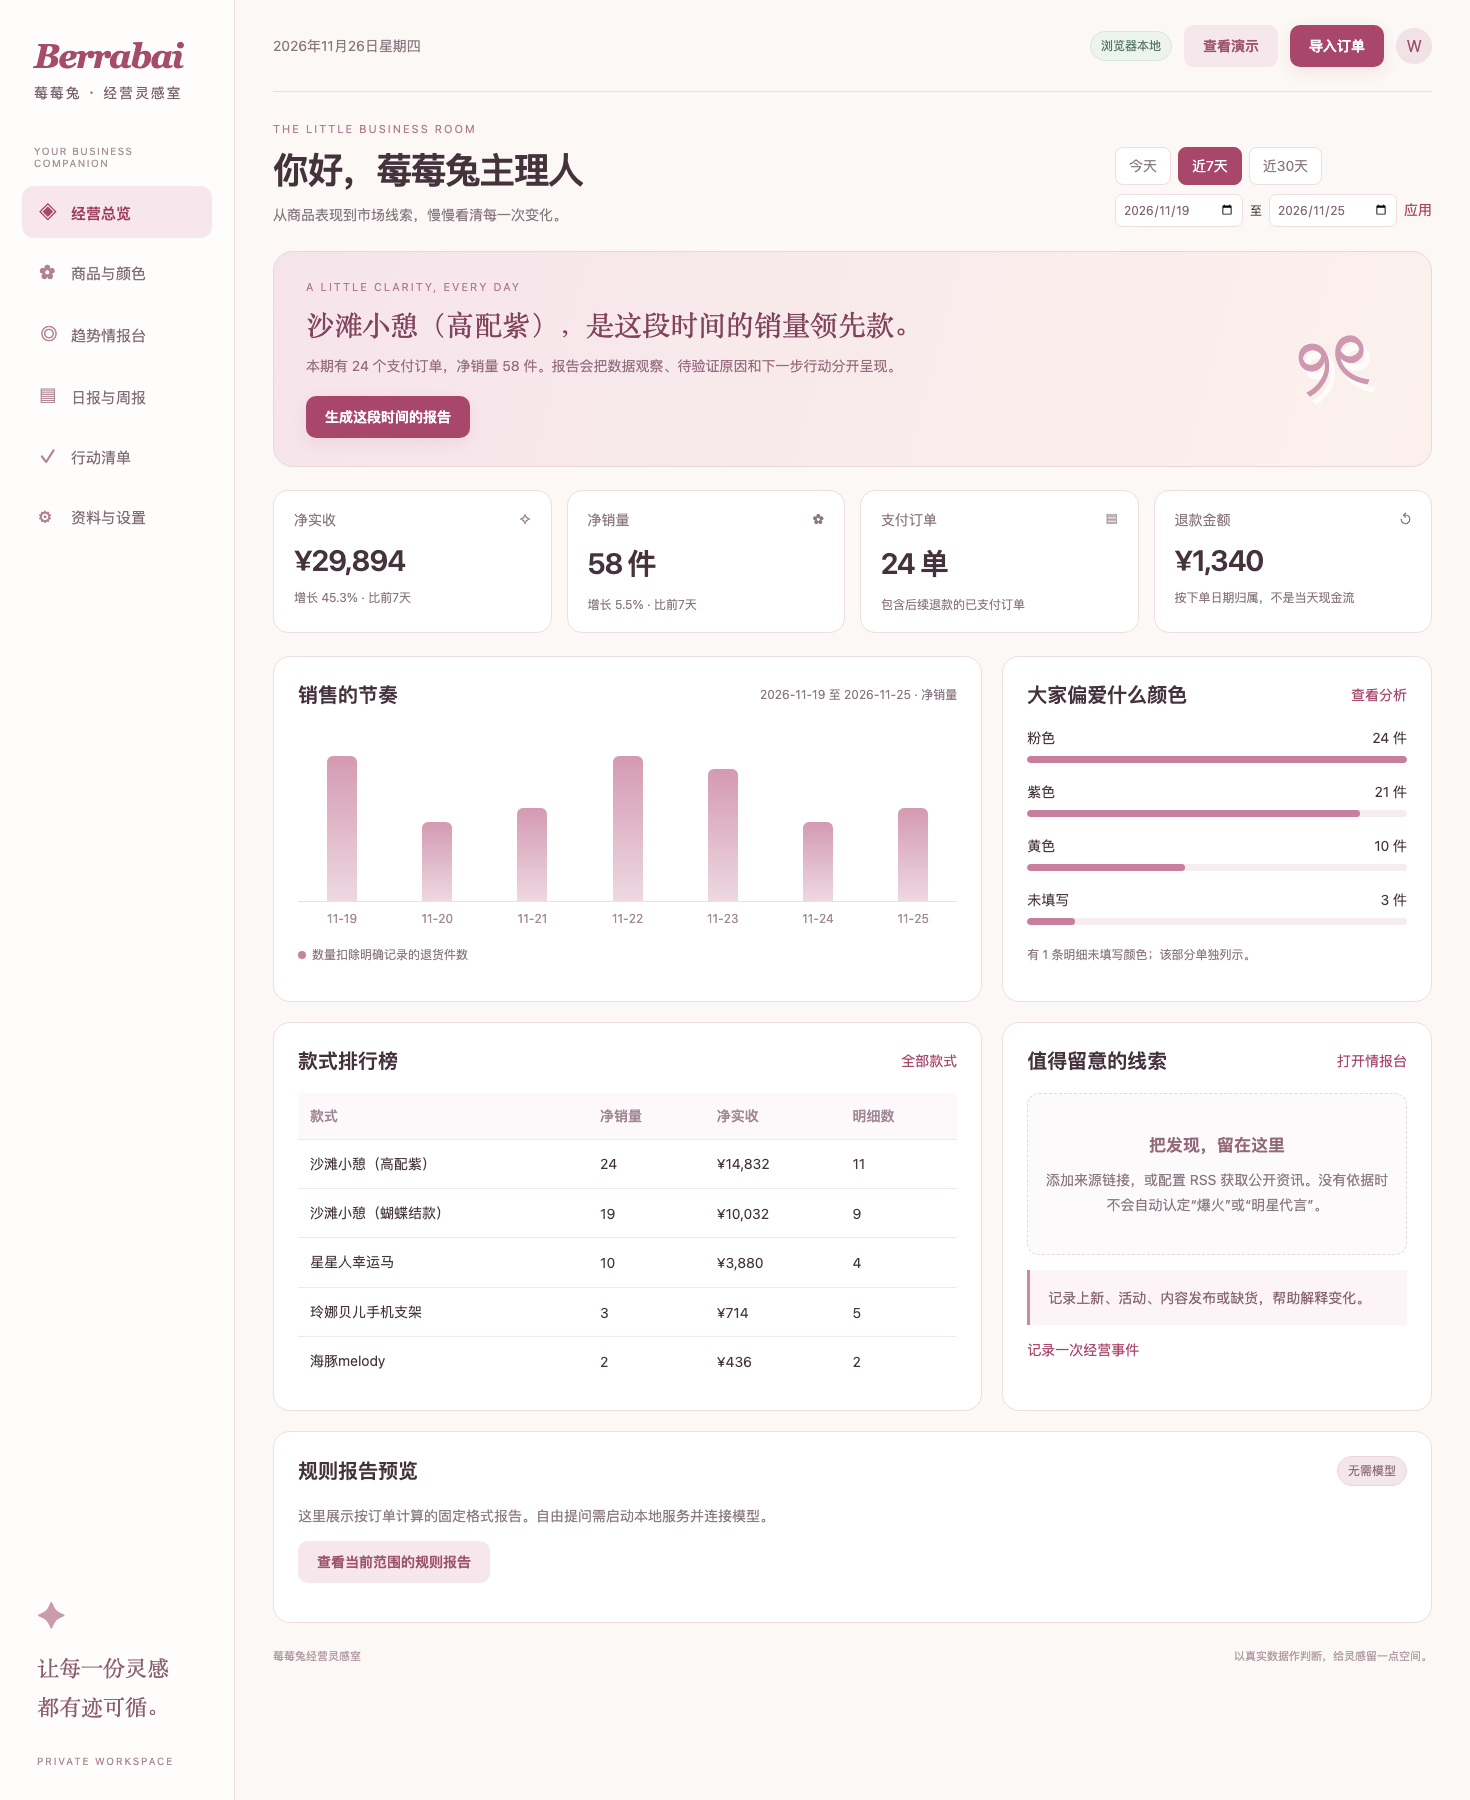 Berrabai
莓莓兔 · 经营灵感室
YOUR BUSINESS
COMPANION
经营总览
商品与颜色
趋势情报台
日报与周报
行动清单
资料与设置
让每一份灵感
都有迹可循。
PRIVATE WORKSPACE
2026年11月26日星期四
浏览器本地
查看演示
导入订单
W
THE LITTLE BUSINESS ROOM
你好，莓莓兔主理人
从商品表现到市场线索，慢慢看清每一次变化。
今天
近7天
近30天
2026/11/19 至 2026/11/25 应用
A LITTLE CLARITY, EVERY DAY
沙滩小憩（高配紫），是这段时间的销量领先款。
本期有 24 个支付订单，净销量 58 件。报告会把数据观察、待验证原因和下一步行动分开呈现。
生成这段时间的报告
净实收
¥29,894
增长 45.3% · 比前7天
净销量
58 件
增长 5.5% · 比前7天
支付订单
24 单
包含后续退款的已支付订单
退款金额
¥1,340
按下单日期归属，不是当天现金流
销售的节奏
2026-11-19 至 2026-11-25 · 净销量
11-19 11-20 11-21 11-22 11-23 11-24 11-25
数量扣除明确记录的退货件数
大家偏爱什么颜色
查看分析
粉色 24 件
紫色 21 件
黄色 10 件
未填写 3 件
有 1 条明细未填写颜色；该部分单独列示。
款式排行榜
全部款式
款式 净销量 净实收 明细数
沙滩小憩（高配紫） 24 ¥14,832 11
沙滩小憩（蝴蝶结款） 19 ¥10,032 9
星星人幸运马 10 ¥3,880 4
玲娜贝儿手机支架 3 ¥714 5
海豚melody 2 ¥436 2
值得留意的线索
打开情报台
把发现，留在这里
添加来源链接，或配置 RSS 获取公开资讯。没有依据时
不会自动认定“爆火”或“明星代言”。
记录上新、活动、内容发布或缺货，帮助解释变化。
记录一次经营事件
规则报告预览
无需模型
这里展示按订单计算的固定格式报告。自由提问需启动本地服务并连接模型。
查看当前范围的规则报告
莓莓兔经营灵感室
以真实数据作判断，给灵感留一点空间。